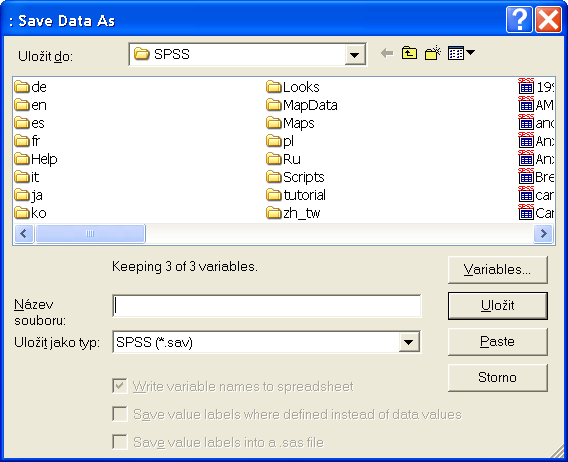 : Save Data As
Uložit do:
SPSS
de
en
es
fr
Help
it
ja
ko
Looks
MapData
Maps
pl
Ru
Scripts
tutorial
zh_tw
199
AM
and
Anx
Anx
Bre
car
Car
Keeping 3 of 3 variables.
Variables...
Název souboru:
Uložit
Uložit jako typ:
SPSS (*.sav)
Paste
Storno
Write variable names to spreadsheet
Save value labels where defined instead of data values
Save value labels into a .sas file